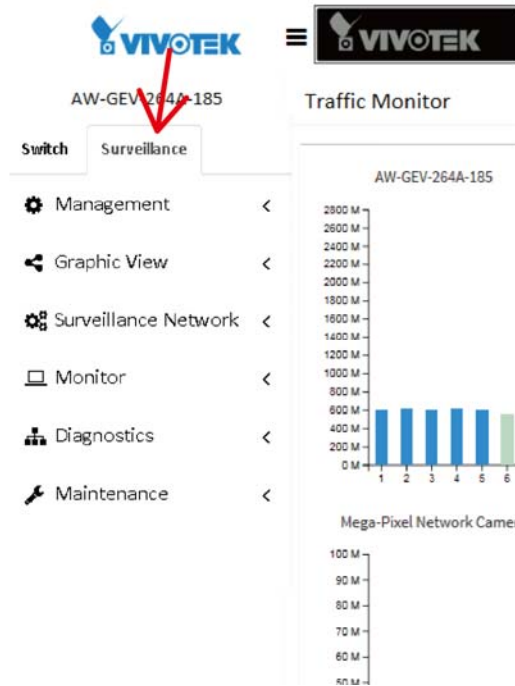 VIVOTEK
VIVOTEK
AW-GEV-264A-185
Switch
Surveillance
Management
Graphic View
Surveillance Network
Monitor
Diagnostics
Maintenance
Traffic Monitor
AW-GEV-264A-185
2800 M
2600 M
2400 M
2200 M
2000 M
1800 M
1600 M
1400 M
1200 M
1000 M
800 M
600 M
400 M
200 M
0 M
1 2 3 4 5 6
Mega-Pixel Network Came
100 M
90 M
80 M
70 M
60 M
50 M